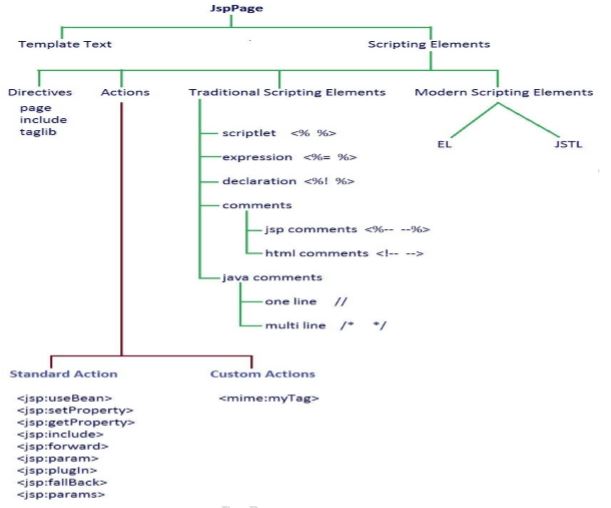 JspPage
Template Text
Scripting Elements
Directives
page
include
taglib
Actions
Traditional Scripting Elements
Modern Scripting Elements
scriptlet <% %>
expression <%= %>
declaration <%! %>
comments
jsp comments <%-- --%>
html comments <!-- -->
java comments
one line //
multi line /* */
EL
JSTL
Standard Action
<jsp:useBean>
<jsp:setProperty>
<jsp:getProperty>
<jsp:include>
<jsp:forward>
<jsp:param>
<jsp:plugIn>
<jsp:fallBack>
<jsp:params>
Custom Actions
<mime:myTag>